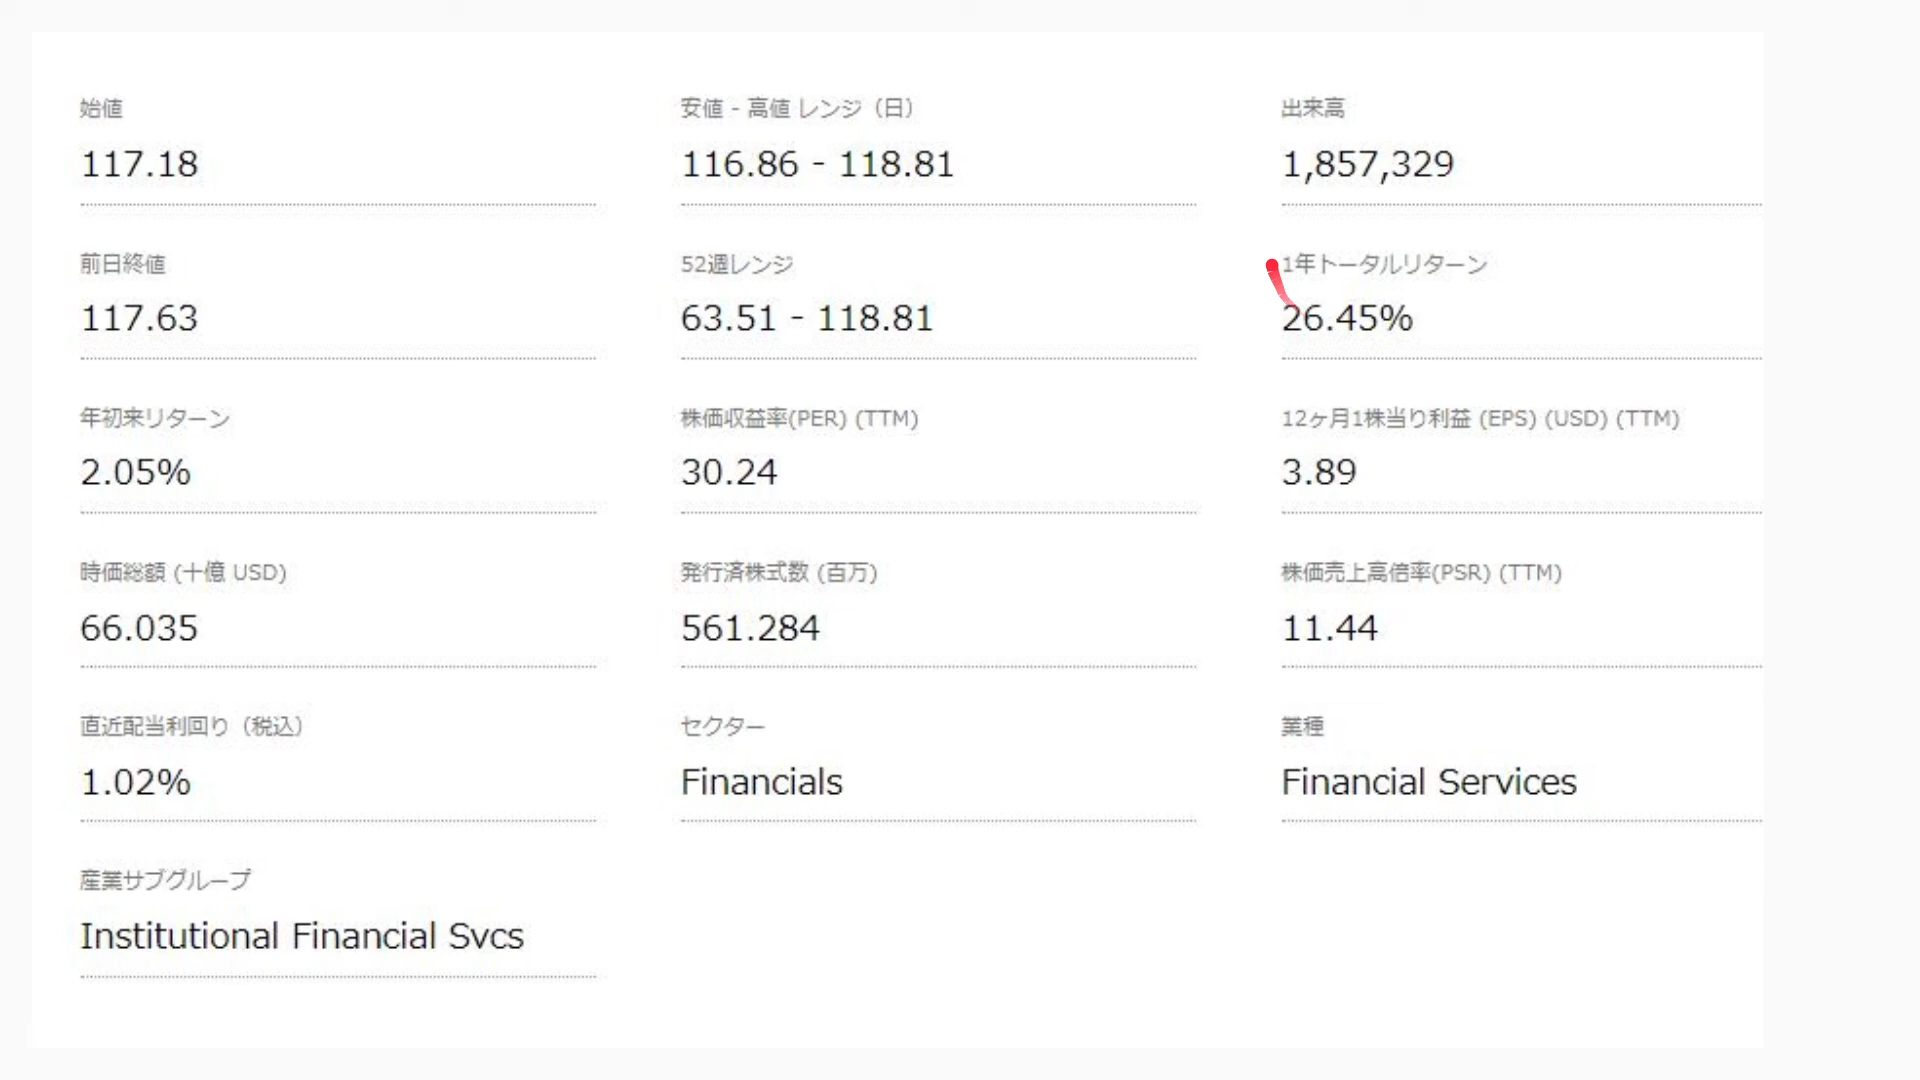 始値
117.18
安値 - 高値 レンジ（日）
116.86 - 118.81
出来高
1,857,329
前日終値
117.63
52週レンジ
63.51 - 118.81
1年トータルリターン
26.45%
年初来リターン
2.05%
株価収益率(PER) (TTM)
30.24
12ヶ月1株当り利益 (EPS) (USD) (TTM)
3.89
時価総額 (十億 USD)
66.035
発行済株式数 (百万)
561.284
株価売上高倍率(PSR) (TTM)
11.44
直近配当利回り（税込）
1.02%
セクター
Financials
業種
Financial Services
産業サブグループ
Institutional Financial Svcs